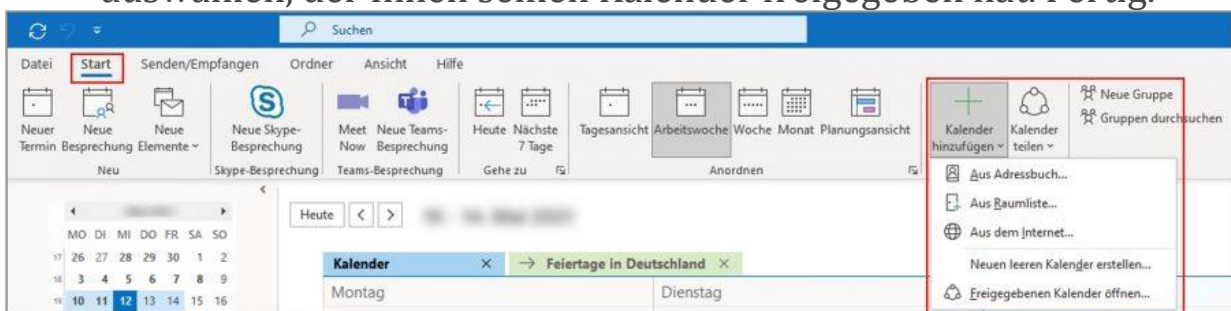 auswählen, der Ihnen seinen Kalender freigegeben hat. Fertig.
Suchen
Datei Start Senden/Empfangen Ordner Ansicht Hilfe
Neuer Termin
Neue Besprechung
Neue Elemente
Neue Skype-Besprechung
Meet Now
Neue Teams-Besprechung
Heute
Nächste 7 Tage
Tagesansicht Arbeitswoche Woche Monat Planungsansicht
Kalender hinzufügen
Kalender teilen
Neue Gruppe
Gruppen durchsuchen
Neu Skype-Besprechung Teams-Besprechung Gehe zu Anordnen
Aus Adressbuch...
Aus Raumliste...
Aus dem Internet...
Neuen leeren Kalender erstellen...
Freigegebenen Kalender öffnen...
MO DI MI DO FR SA SO
17 26 27 28 29 30 1 2
18 3 4 5 6 7 8 9
19 10 11 12 13 14 15 16
Heute
Kalender
Feiertage in Deutschland
Montag Dienstag